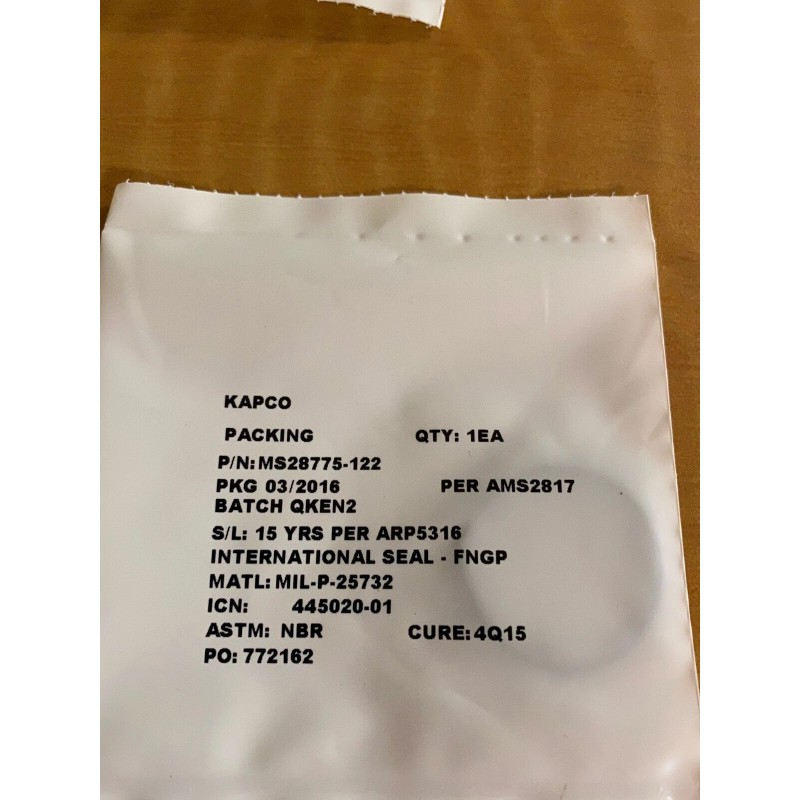 KAPCO
PACKING QTY: 1EA
P/N: MS28775-122
PKG 03/2016 PER AMS2817
BATCH QKEN2
S/L: 15 YRS PER ARP5316
INTERNATIONAL SEAL - FNGP
MATL: MIL-P-25732
ICN: 445020-01
ASTM: NBR CURE: 4Q15
PO: 772162